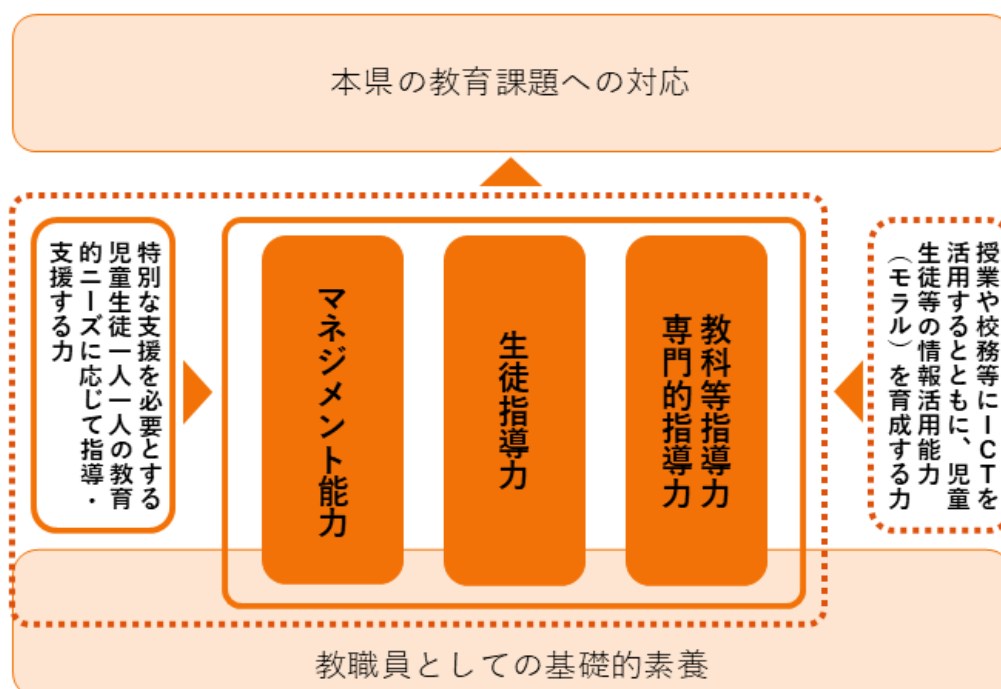 本県の教育課題への対応
授業や校務等にICTを
活用するとともに、児童
生徒等の情報活用能力
（モラル）を育成する力
教科等指導力
専門的指導力
生徒指導力
マネジメント能力
特別な支援を必要とする
児童生徒一人一人の教育
的ニーズに応じて指導・
支援する力
教職員としての基礎的素養